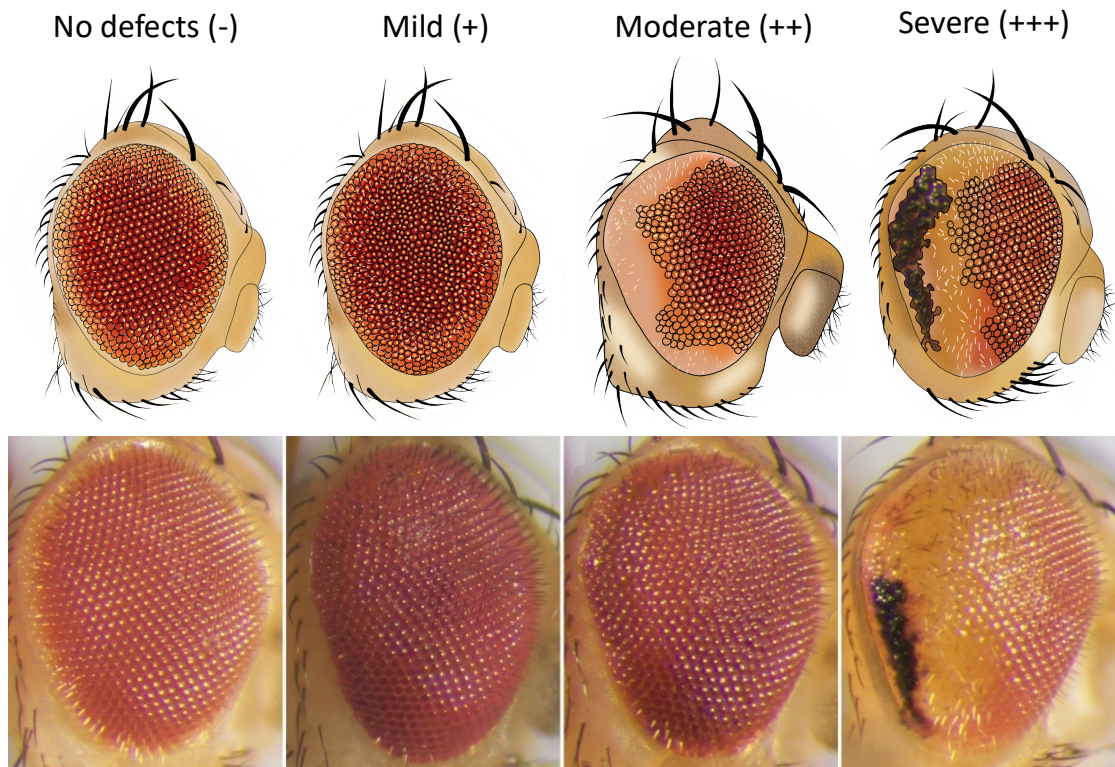 No defects (-)
Mild (+)
Moderate (++)
Severe (+++)